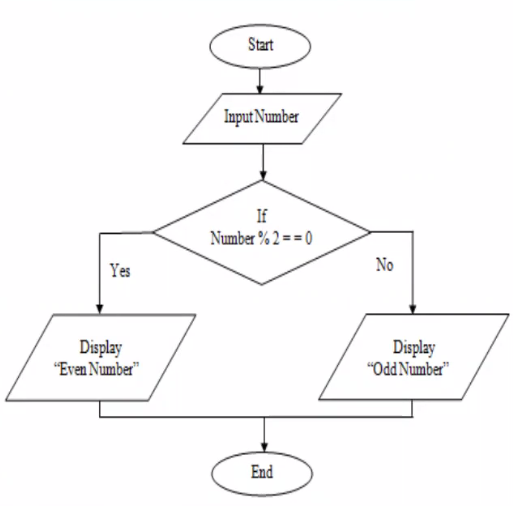 Start
Input Number
If
Number % 2 = = 0
Yes
No
Display
“Even Number”
Display
“Odd Number”
End